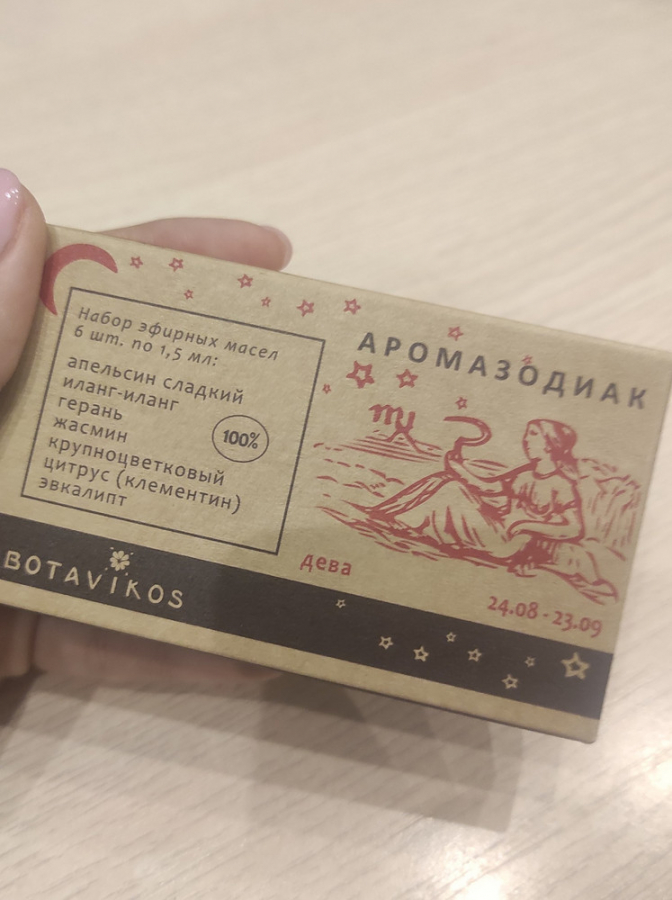 Набор эфирных масел
6 шт. по 1,5 мл:
апельсин сладкий
иланг-иланг
герань
жасмин
крупноцветковый
цитрус (клементин)
эвкалипт
100%
BOTAVIKOS
АРОМАЗОДИАК
дева
24.08 - 23.09